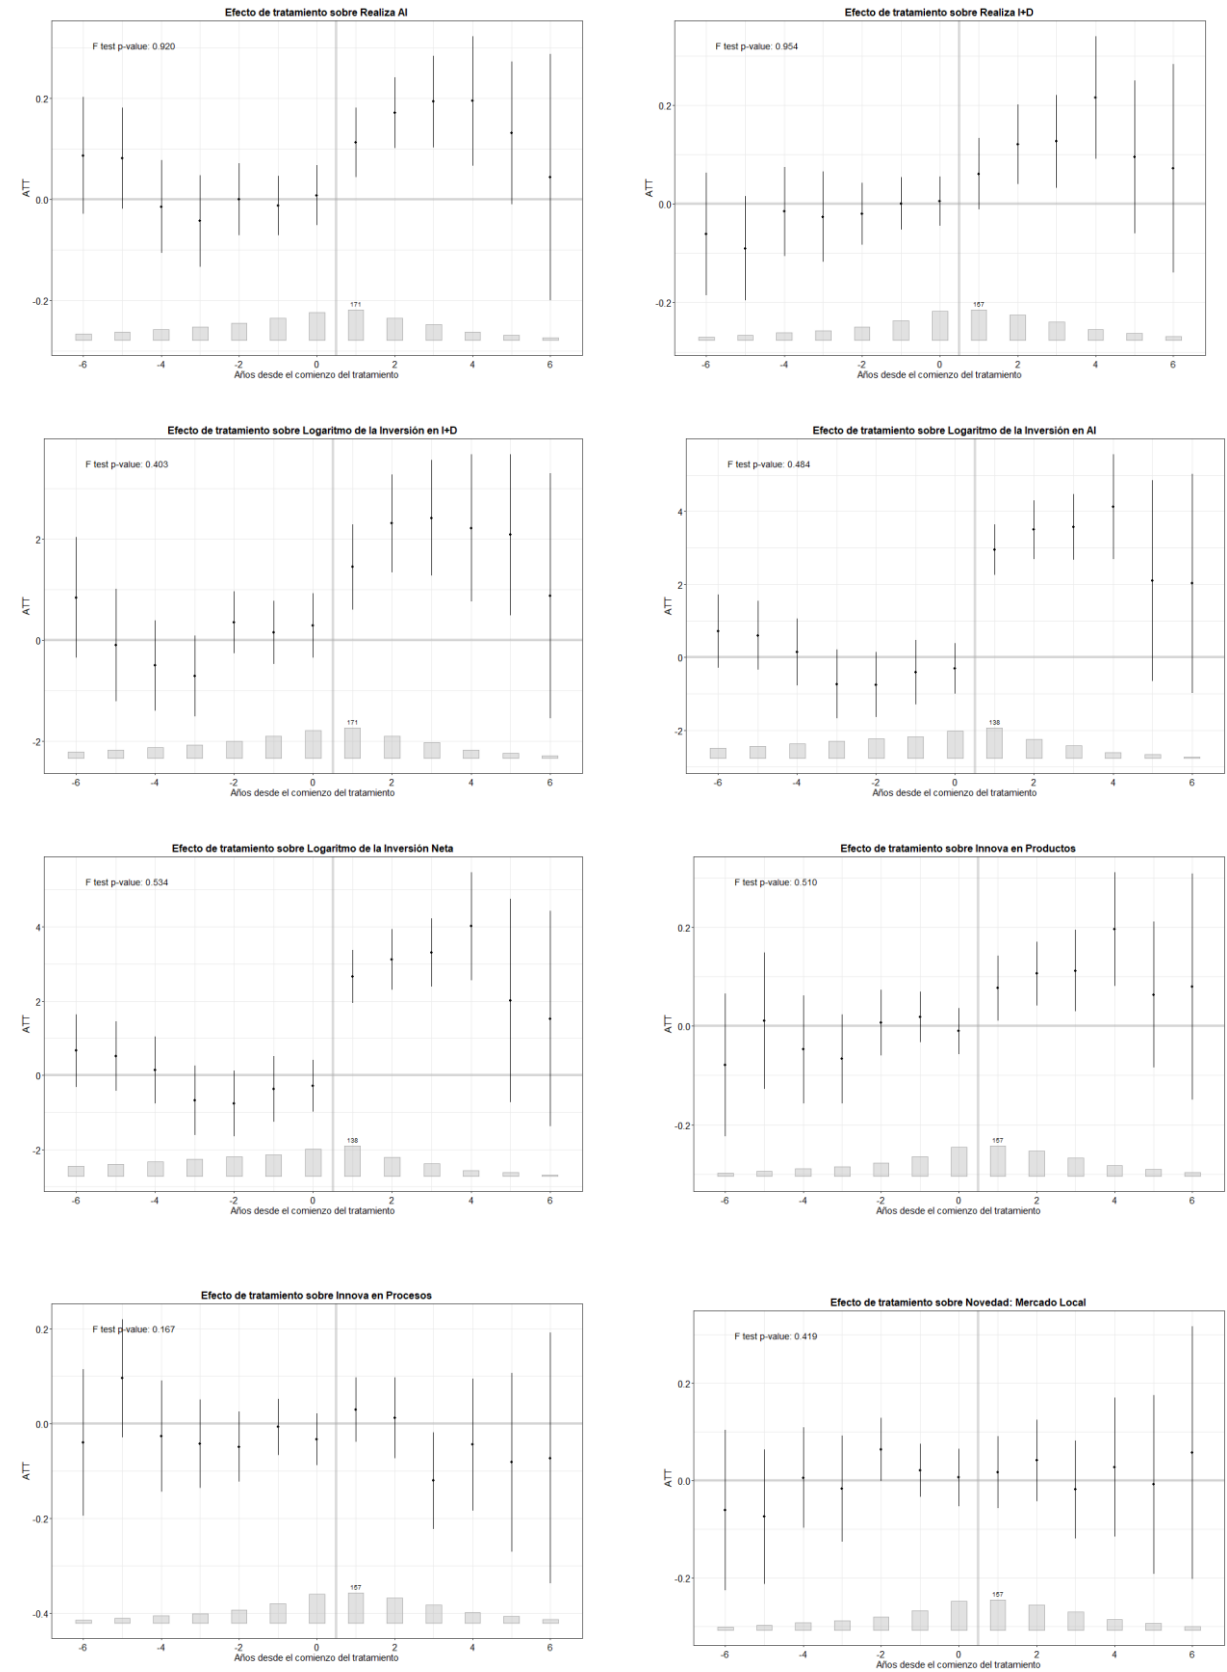 Efecto de tratamiento sobre Realiza AI
F test p-value: 0.920
0.2
0.0
-0.2
ATT
171
-6 -4 -2 0 2 4 6
Años desde el comienzo del tratamiento
Efecto de tratamiento sobre Realiza I+D
F test p-value: 0.954
0.2
0.0
-0.2
ATT
157
-6 -4 -2 0 2 4 6
Años desde el comienzo del tratamiento
Efecto de tratamiento sobre Logaritmo de la Inversión en I+D
F test p-value: 0.403
2
0
-2
ATT
171
-6 -4 -2 0 2 4 6
Años desde el comienzo del tratamiento
Efecto de tratamiento sobre Logaritmo de la Inversión en AI
F test p-value: 0.484
4
2
0
-2
ATT
138
-6 -4 -2 0 2 4 6
Años desde el comienzo del tratamiento
Efecto de tratamiento sobre Logaritmo de la Inversión Neta
F test p-value: 0.534
4
2
0
-2
ATT
138
-6 -4 -2 0 2 4 6
Años desde el comienzo del tratamiento
Efecto de tratamiento sobre Innova en Productos
F test p-value: 0.510
0.2
0.0
-0.2
ATT
157
-6 -4 -2 0 2 4 6
Años desde el comienzo del tratamiento
Efecto de tratamiento sobre Innova en Procesos
F test p-value: 0.167
0.2
0.0
-0.2
-0.4
ATT
157
-6 -4 -2 0 2 4 6
Años desde el comienzo del tratamiento
Efecto de tratamiento sobre Novedad: Mercado Local
F test p-value: 0.419
0.2
0.0
-0.2
ATT
157
-6 -4 -2 0 2 4 6
Años desde el comienzo del tratamiento